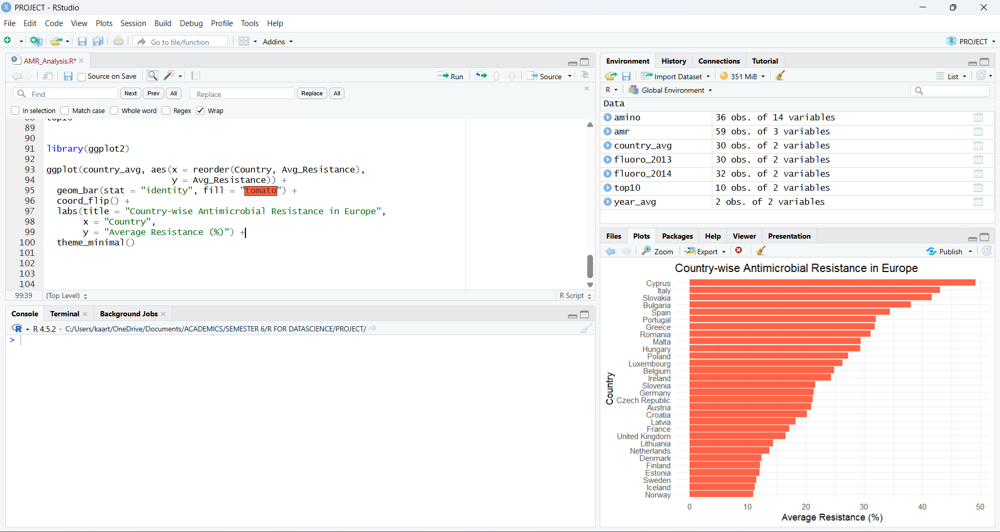 PROJECT - RStudio
File Edit Code View Plots Session Build Debug Profile Tools Help
Go to file/function Addins PROJECT
AMR_Analysis.R*
Source on Save Run Source
Find Next Prev All Replace Replace All
In selection Match case Whole word Regex Wrap
89
90
91 library(ggplot2)
92
93 ggplot(country_avg, aes(x = reorder(Country, Avg_Resistance),
94 y = Avg_Resistance)) +
95 geom_bar(stat = "identity", fill = "tomato") +
96 coord_flip() +
97 labs(title = "Country-wise Antimicrobial Resistance in Europe",
98 x = "Country",
99 y = "Average Resistance (%)") +
100 theme_minimal()
101
102
103
104
99:39 (Top Level) R Script
Console Terminal Background Jobs
R 4.5.2 · C:/Users/kaart/OneDrive/Documents/ACADEMICS/SEMESTER 6/R FOR DATASCIENCE/PROJECT/
>
Environment History Connections Tutorial
Import Dataset 351 MiB List
R Global Environment
Data
amino 36 obs. of 14 variables
amr 59 obs. of 3 variables
country_avg 30 obs. of 2 variables
fluoro_2013 30 obs. of 2 variables
fluoro_2014 32 obs. of 2 variables
top10 10 obs. of 2 variables
year_avg 2 obs. of 2 variables
Files Plots Packages Help Viewer Presentation
Zoom Export Publish
Country-wise Antimicrobial Resistance in Europe
Country
Cyprus
Italy
Slovakia
Bulgaria
Spain
Portugal
Greece
Romania
Malta
Hungary
Poland
Luxembourg
Belgium
Ireland
Slovenia
Germany
Czech Republic
Austria
Croatia
Latvia
France
United Kingdom
Lithuania
Netherlands
Denmark
Finland
Estonia
Sweden
Iceland
Norway
0 10 20 30 40 50
Average Resistance (%)